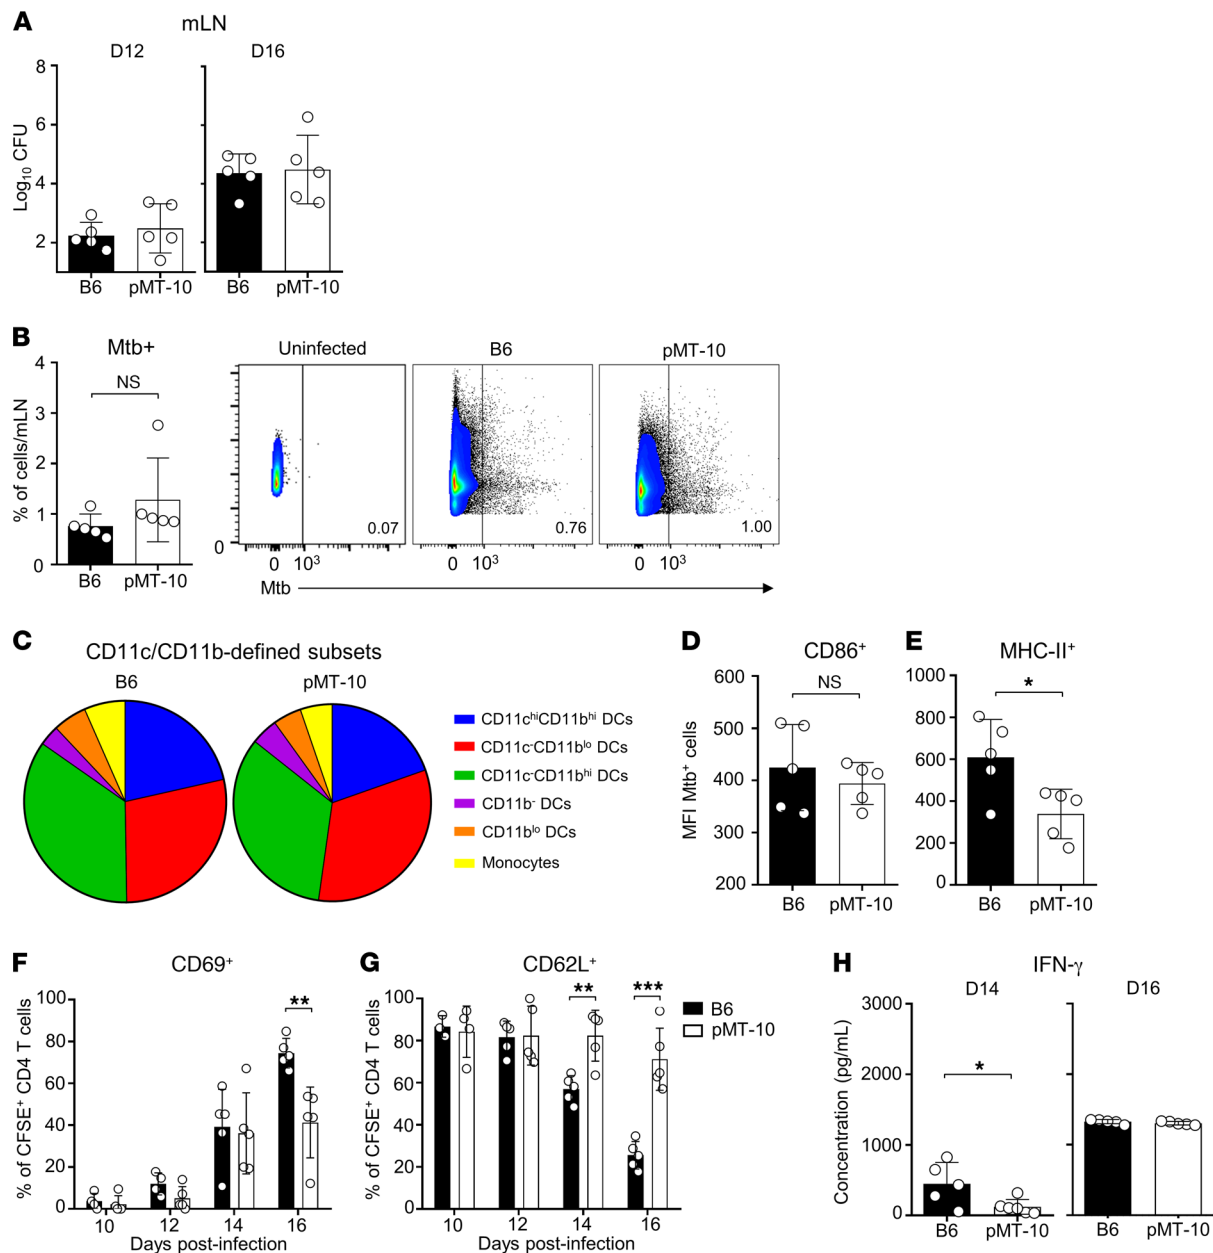 A
mLN
D12
D16
8
6
4
2
Log10 CFU
B6
pMT-10
B6
pMT-10
B
Mtb+
4
3
2
1
0
% of cells/mLN
NS
B6
pMT-10
Uninfected
B6
pMT-10
0.07
0.76
1.00
0
0 10³
0 10³
0 10³
Mtb
C
CD11c/CD11b-defined subsets
B6
pMT-10
CD11cʰⁱCD11bʰⁱ DCs
CD11c⁻CD11bˡᵒ DCs
CD11c⁻CD11bʰⁱ DCs
CD11b⁻ DCs
CD11bˡᵒ DCs
Monocytes
D
CD86⁺
600
500
400
300
200
MFI Mtb⁺ cells
NS
B6
pMT-10
E
MHC-II⁺
1000
800
600
400
200
0
*
B6
pMT-10
F
CD69⁺
100
80
60
40
20
0
% of CFSE⁺ CD4 T cells
**
10
12
14
16
Days post-infection
G
CD62L⁺
100
80
60
40
20
0
% of CFSE⁺ CD4 T cells
**
***
10
12
14
16
Days post-infection
B6
pMT-10
H
IFN-γ
D14
D16
3000
2000
1000
0
Concentration (pg/mL)
*
B6
pMT-10
B6
pMT-10